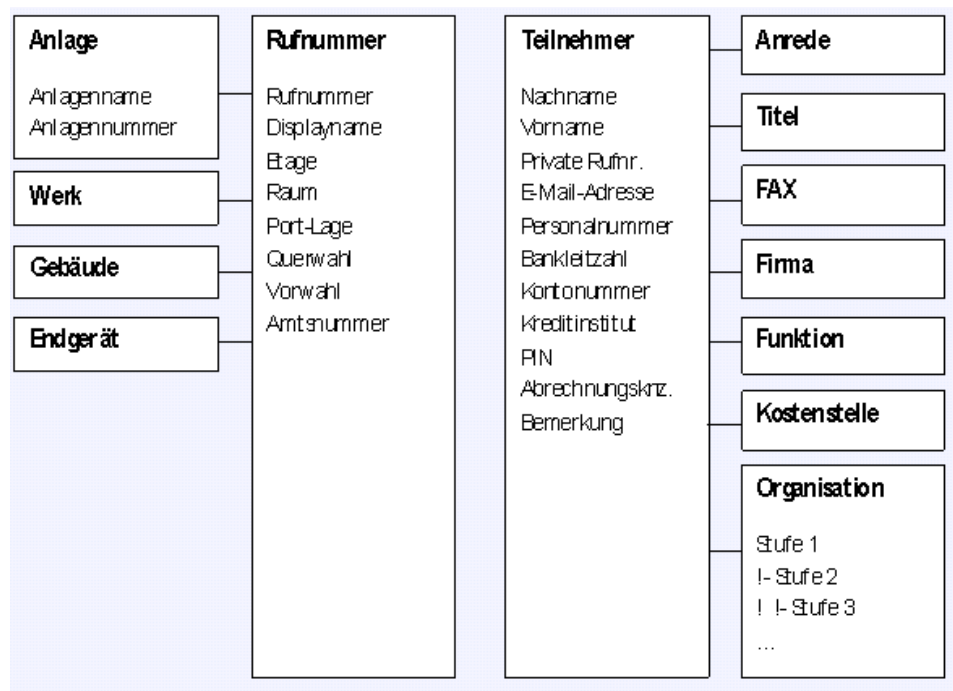 Anlage
Anlagenname
Anlagennummer
Werk
Gebäude
Endgerät
Rufnummer
Rufnummer
Displayname
Etage
Raum
Port-Lage
Querwahl
Vorwahl
Amtsnummer
Teilnehmer
Nachname
Vorname
Private Rufnr.
E-Mail-Adresse
Personalnummer
Bankleitzahl
Kontonummer
Kreditinstitut
PIN
Abrechnungsknz.
Bemerkung
Anrede
Titel
FAX
Firma
Funktion
Kostenstelle
Organisation
Stufe 1
!- Stufe 2
! !- Stufe 3
...